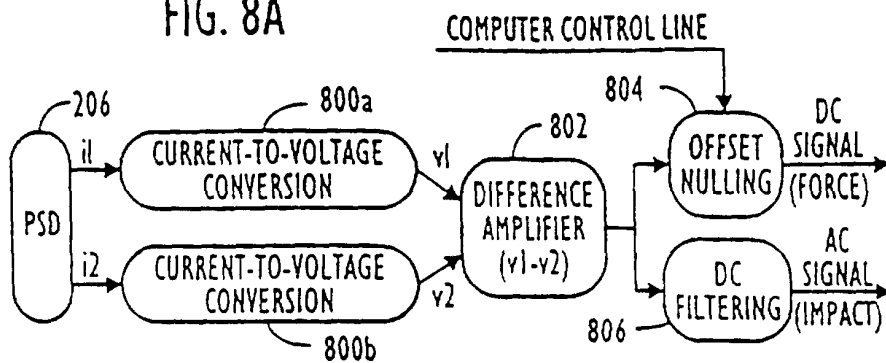 FIG. 8A
COMPUTER CONTROL LINE
206
800a
802
804
i1
CURRENT-TO-VOLTAGE
CONVERSION
v1
PSD
DIFFERENCE
AMPLIFIER
(v1-v2)
OFFSET
NULLING
DC
SIGNAL
(FORCE)
i2
CURRENT-TO-VOLTAGE
CONVERSION
v2
DC
FILTERING
AC
SIGNAL
(IMPACT)
800b
806